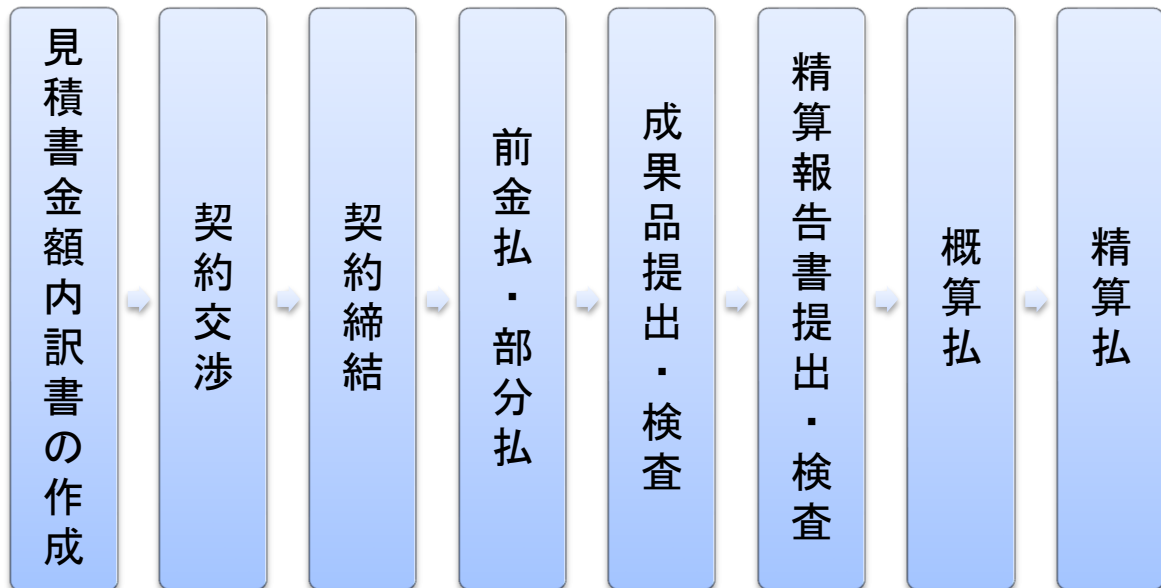 見積書金額内訳書の作成
契約交渉
契約締結
前金払・部分払
成果品提出・検査
精算報告書提出・検査
概算払
精算払